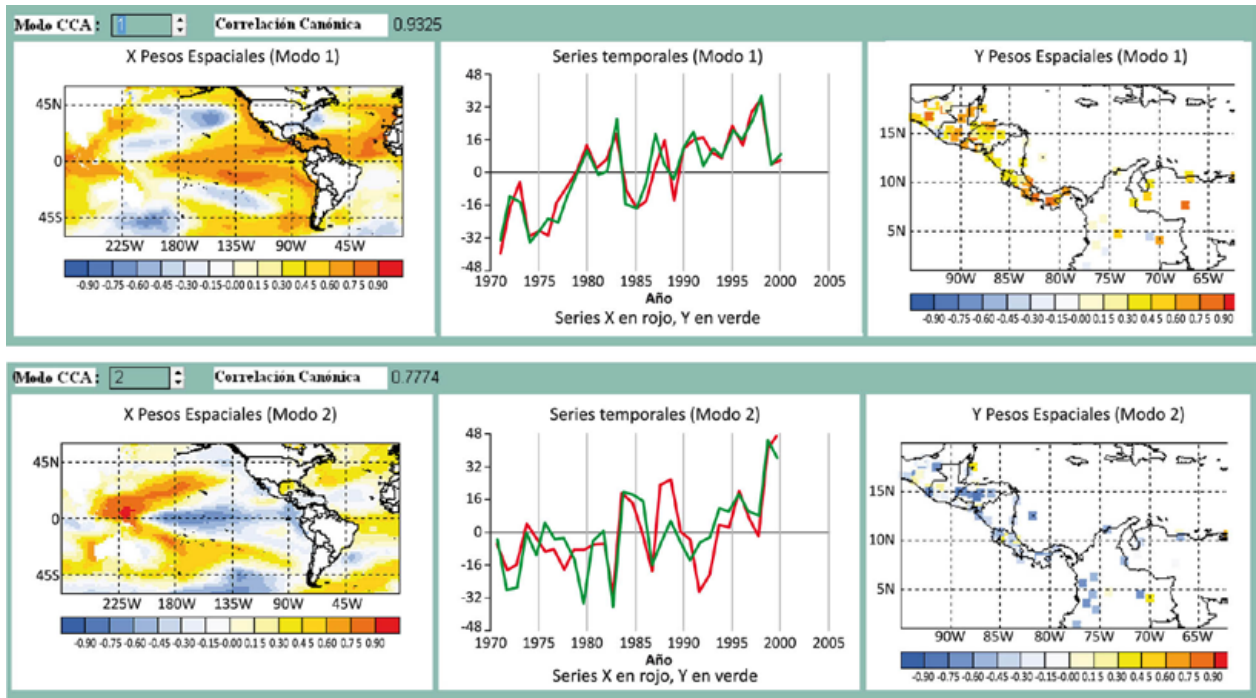 Modo CCA: 1 Correlación Canónica 0.9325
X Pesos Espaciales (Modo 1)
45N
0
45S
225W 180W 135W 90W 45W
-0.90 -0.75 -0.60 -0.45 -0.30 -0.15-0.00 0.15 0.30 0.45 0.60 0.75 0.90
Series temporales (Modo 1)
48
32
16
0
-16
-32
-48
1970 1975 1980 1985 1990 1995 2000 2005
Año
Series X en rojo, Y en verde
Y Pesos Espaciales (Modo 1)
15N
10N
5N
90W 85W 80W 75W 70W 65W
-0.90 -0.75 -0.60 -0.45 -0.30 -0.15-0.00 0.15 0.30 0.45 0.60 0.75 0.90
Modo CCA: 2 Correlación Canónica 0.7774
X Pesos Espaciales (Modo 2)
45N
0
45S
225W 180W 135W 90W 45W
-0.90 -0.75 -0.60 -0.45 -0.30 -0.15-0.00 0.15 0.30 0.45 0.60 0.75 0.90
Series temporales (Modo 2)
48
32
16
0
-16
-32
-48
1970 1975 1980 1985 1990 1995 2000 2005
Año
Series X en rojo, Y en verde
Y Pesos Espaciales (Modo 2)
15N
10N
5N
90W 85W 80W 75W 70W 65W
-0.90 -0.75 -0.60 -0.45 -0.30 -0.15-0.00 0.15 0.30 0.45 0.60 0.75 0.90